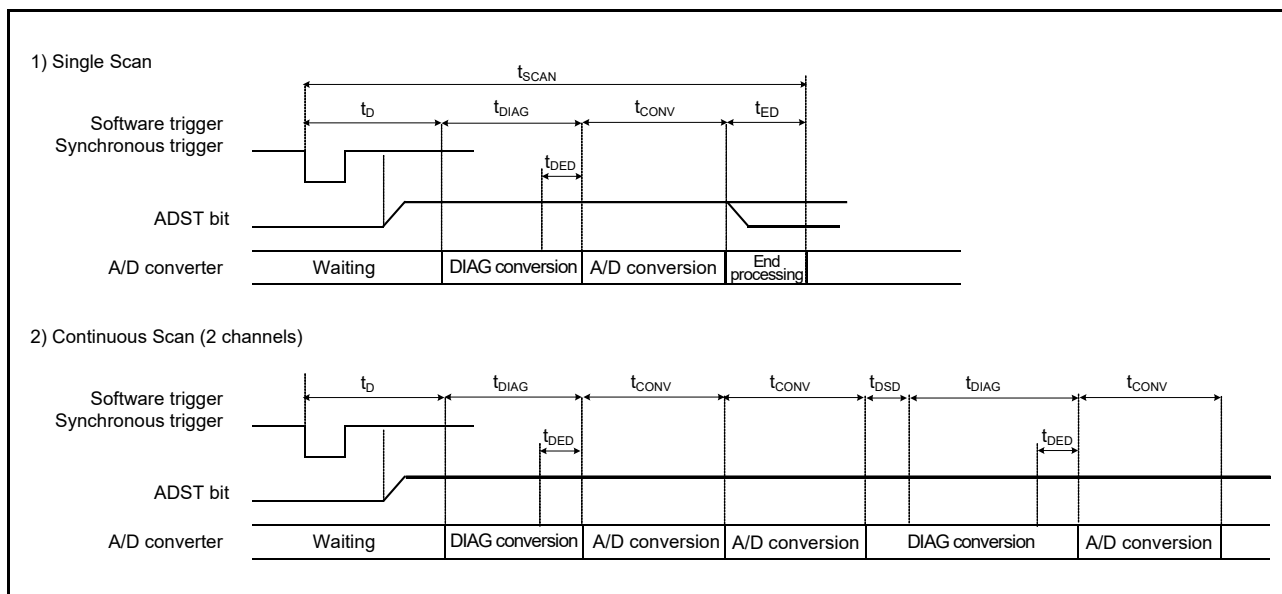 1) Single Scan
tSCAN
tD tDIAG tCONV tED
Software trigger
Synchronous trigger
tDED
ADST bit
A/D converter Waiting DIAG conversion A/D conversion End processing
2) Continuous Scan (2 channels)
tD tDIAG tCONV tCONV tDSD tDIAG tCONV
Software trigger
Synchronous trigger
tDED tDED
ADST bit
A/D converter Waiting DIAG conversion A/D conversion A/D conversion DIAG conversion A/D conversion